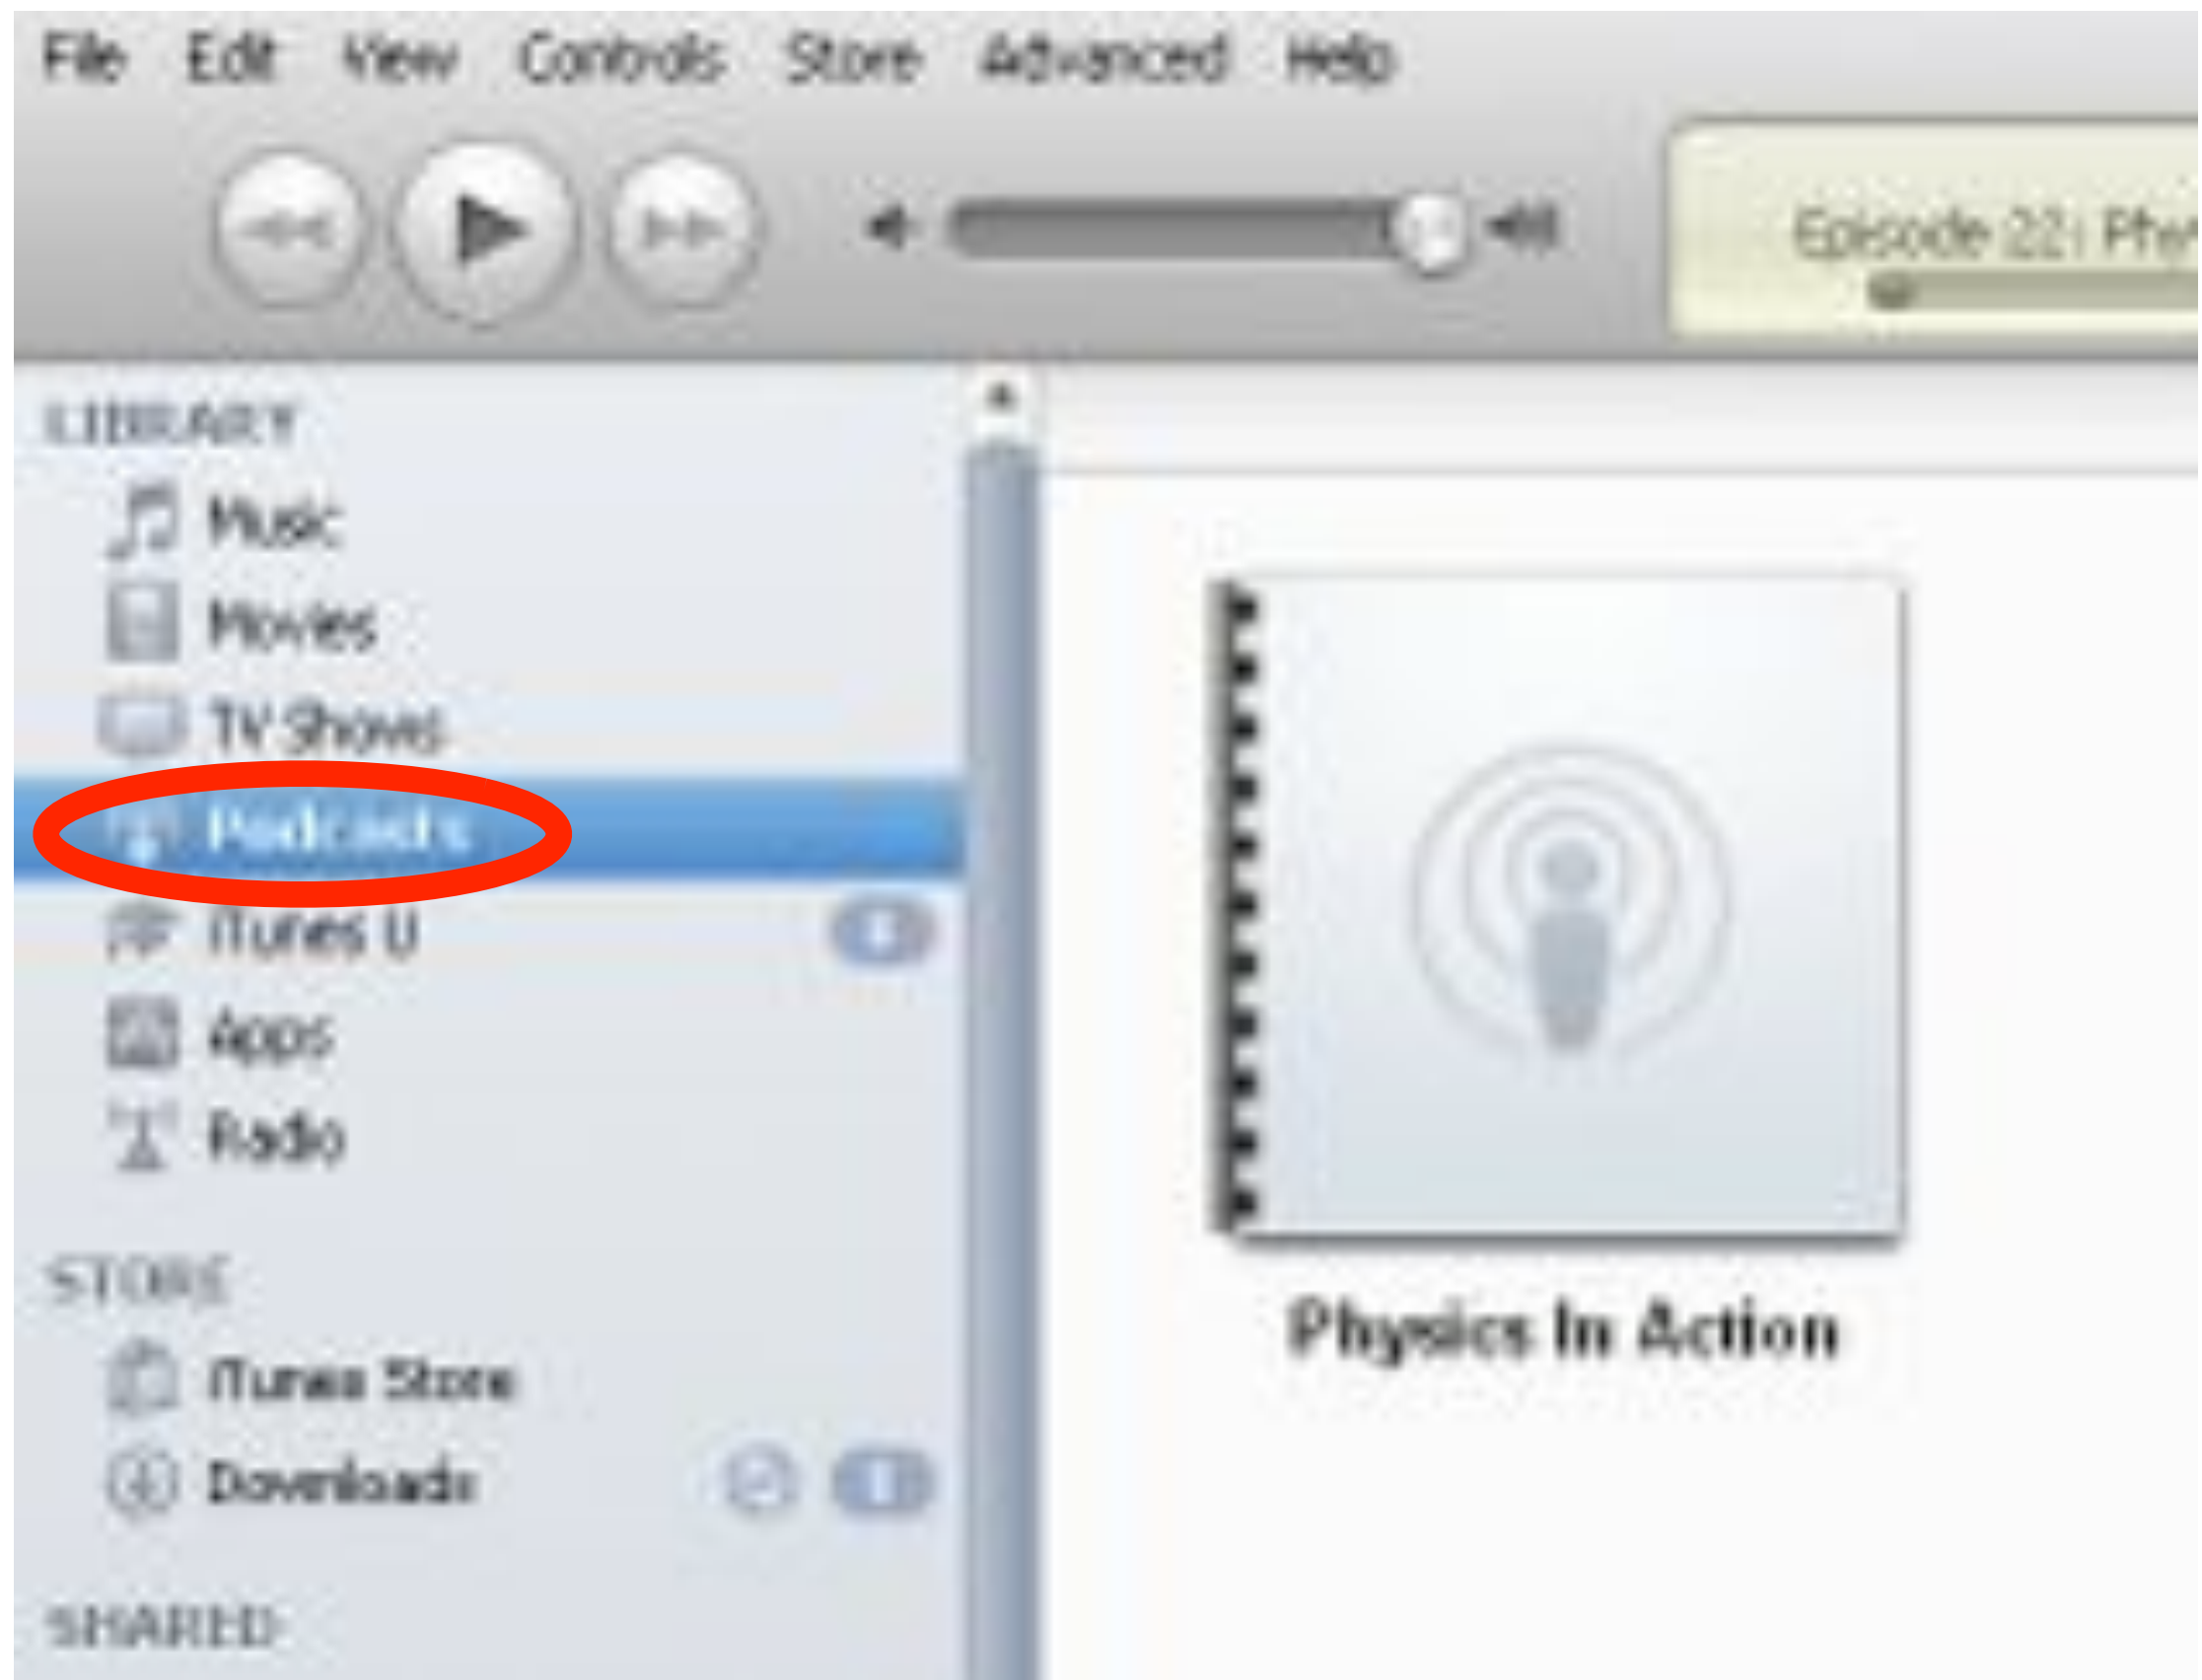 File Edit View Controls Store Advanced Help
Episode 22: Phy
LIBRARY
Music
Movies
TV Shows
Podcasts
iTunes U
Apps
Radio
Physics In Action
STORE
iTunes Store
Downloads
SHARED